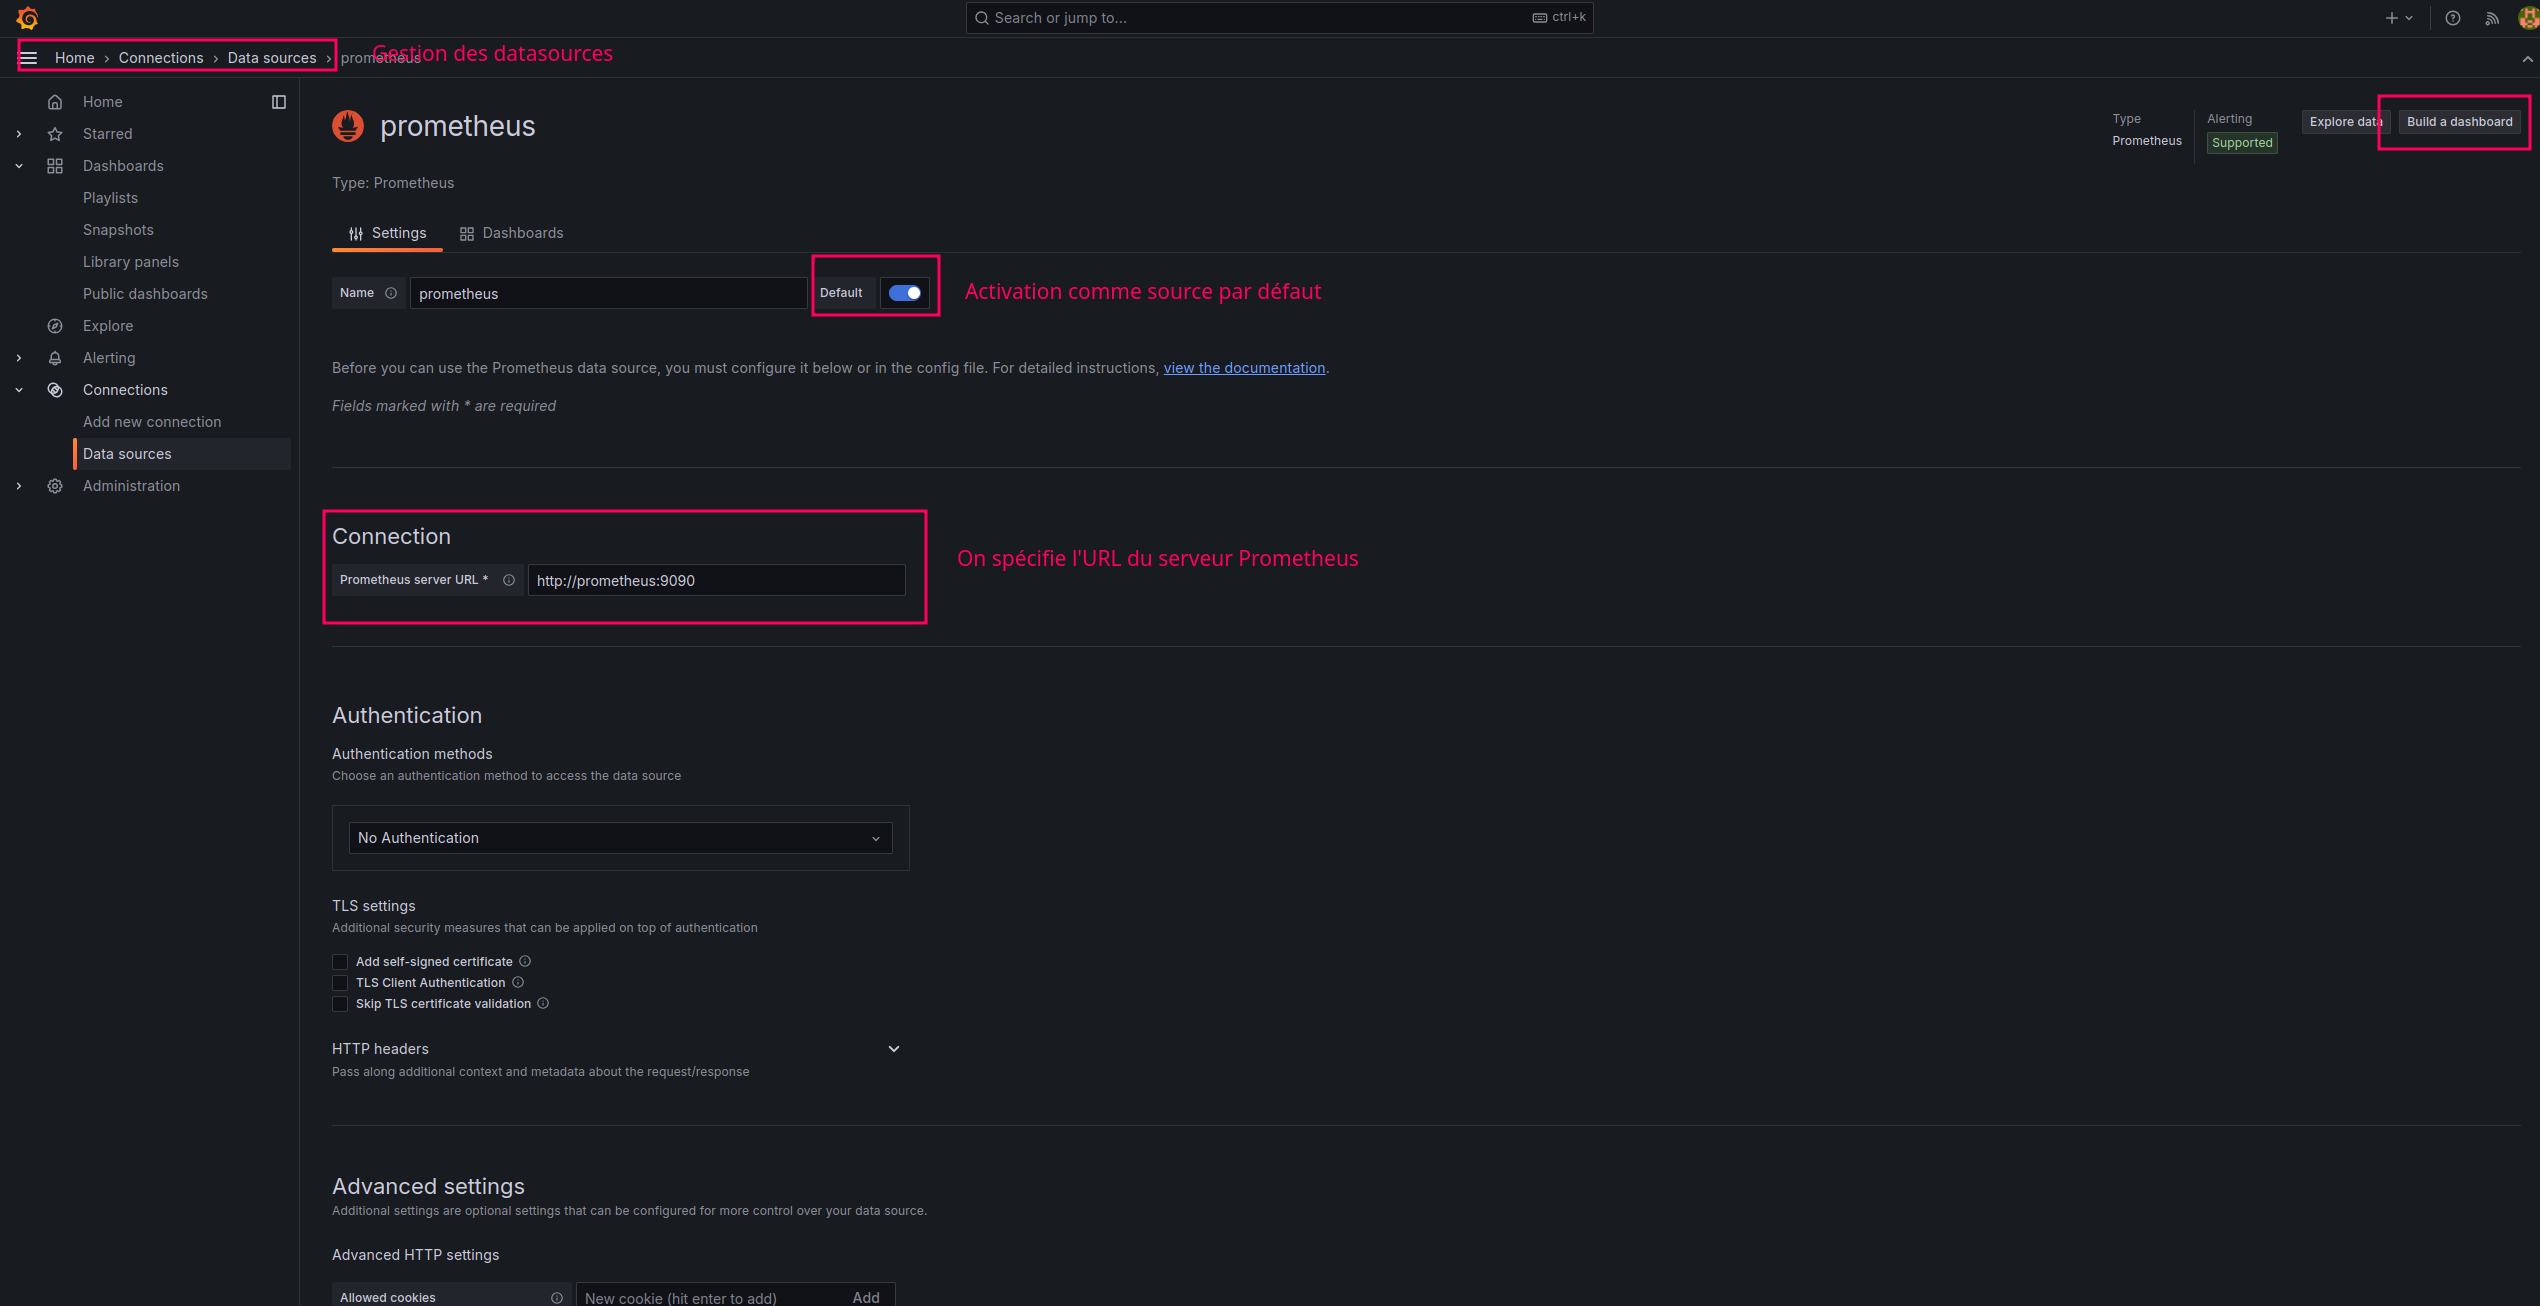 Search or jump to...
ctrl+k
Home › Connections › Data sources › prometheus
Gestion des datasources
Home
Starred
Dashboards
Playlists
Snapshots
Library panels
Public dashboards
Explore
Alerting
Connections
Add new connection
Data sources
Administration
prometheus
Type
Prometheus
Alerting
Supported
Explore data
Build a dashboard
Type: Prometheus
Settings
Dashboards
Name
prometheus
Default
Activation comme source par défaut
Before you can use the Prometheus data source, you must configure it below or in the config file. For detailed instructions, view the documentation.
Fields marked with * are required
Connection
Prometheus server URL *
http://prometheus:9090
On spécifie l'URL du serveur Prometheus
Authentication
Authentication methods
Choose an authentication method to access the data source
No Authentication
TLS settings
Additional security measures that can be applied on top of authentication
Add self-signed certificate
TLS Client Authentication
Skip TLS certificate validation
HTTP headers
Pass along additional context and metadata about the request/response
Advanced settings
Additional settings are optional settings that can be configured for more control over your data source.
Advanced HTTP settings
Allowed cookies
New cookie (hit enter to add)
Add